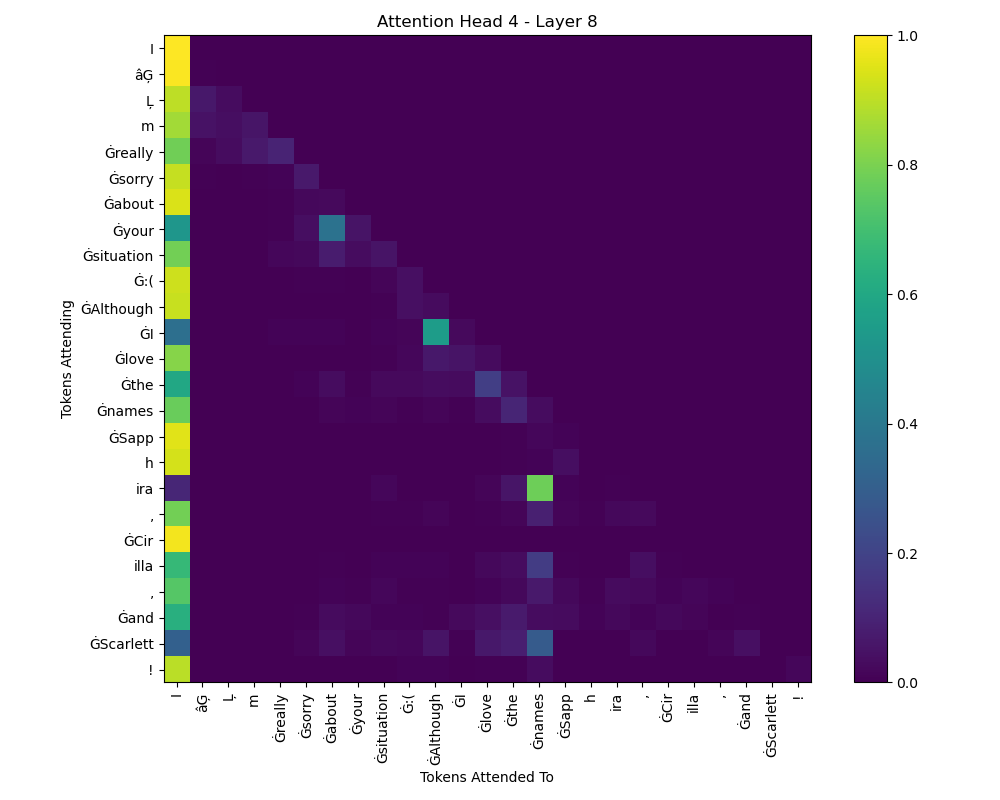 Attention Head 4 - Layer 8
I
âĢ
Ļ
m
Ġreally
Ġsorry
Ġabout
Ġyour
Ġsituation
Ġ:(
ĠAlthough
ĠI
Ġlove
Ġthe
Ġnames
ĠSapp
h
ira
,
ĠCir
illa
,
Ġand
ĠScarlett
!
Tokens Attending
I
âĢ
Ļ
m
Ġreally
Ġsorry
Ġabout
Ġyour
Ġsituation
Ġ:(
ĠAlthough
ĠI
Ġlove
Ġthe
Ġnames
ĠSapp
h
ira
,
ĠCir
illa
,
Ġand
ĠScarlett
!
Tokens Attended To
1.0
0.8
0.6
0.4
0.2
0.0